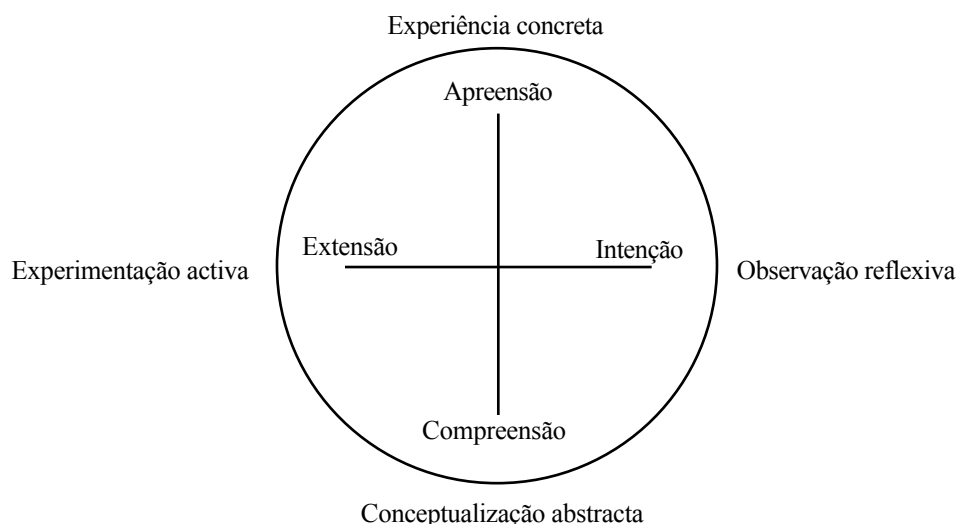 Experiência concreta
Apreensão
Extensão
Intenção
Experimentação activa
Observação reflexiva
Compreensão
Conceptualização abstracta